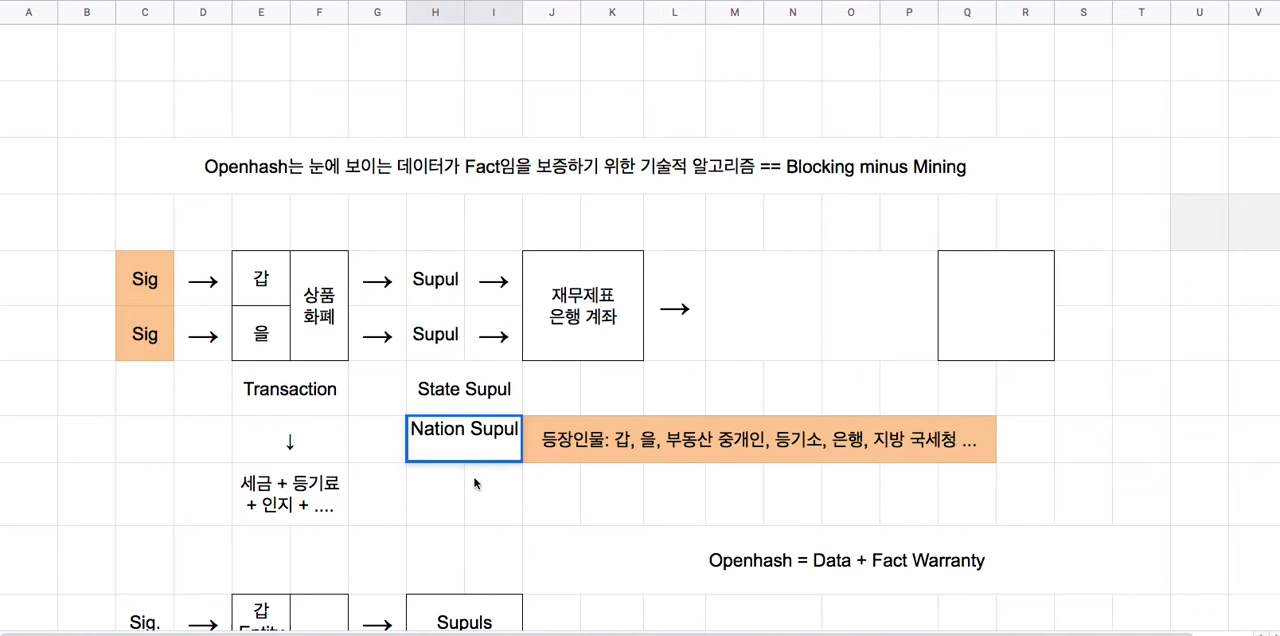 A B C D E F G H I J K L M N O P Q R S T U V
Openhash는 눈에 보이는 데이터가 Fact임을 보증하기 위한 기술적 알고리즘 == Blocking minus Mining
Sig → 갑 상품 화폐 → Supul → 재무제표 은행 계좌 →
Sig → 을 → Supul →
Transaction State Supul
↓ Nation Supul 등장인물: 갑, 을, 부동산 중개인, 등기소, 은행, 지방 국세청 ...
세금 + 등기료
+ 인지 + ....
Openhash = Data + Fact Warranty
Sig. → 갑 → Supuls
Entity